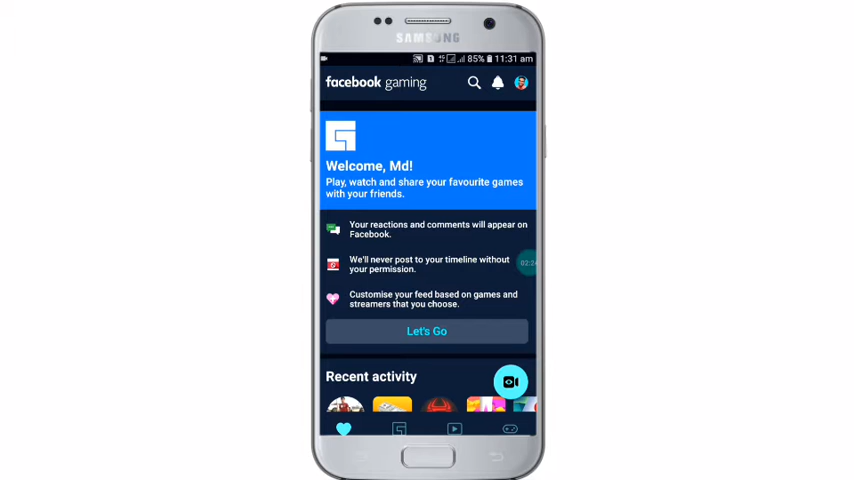 SAMSUNG
85% 11:31 am
facebook gaming
Welcome, Md!
Play, watch and share your favourite games
with your friends.
Your reactions and comments will appear on
Facebook.
We'll never post to your timeline without
your permission.
Customise your feed based on games and
streamers that you choose.
Let's Go
Recent activity